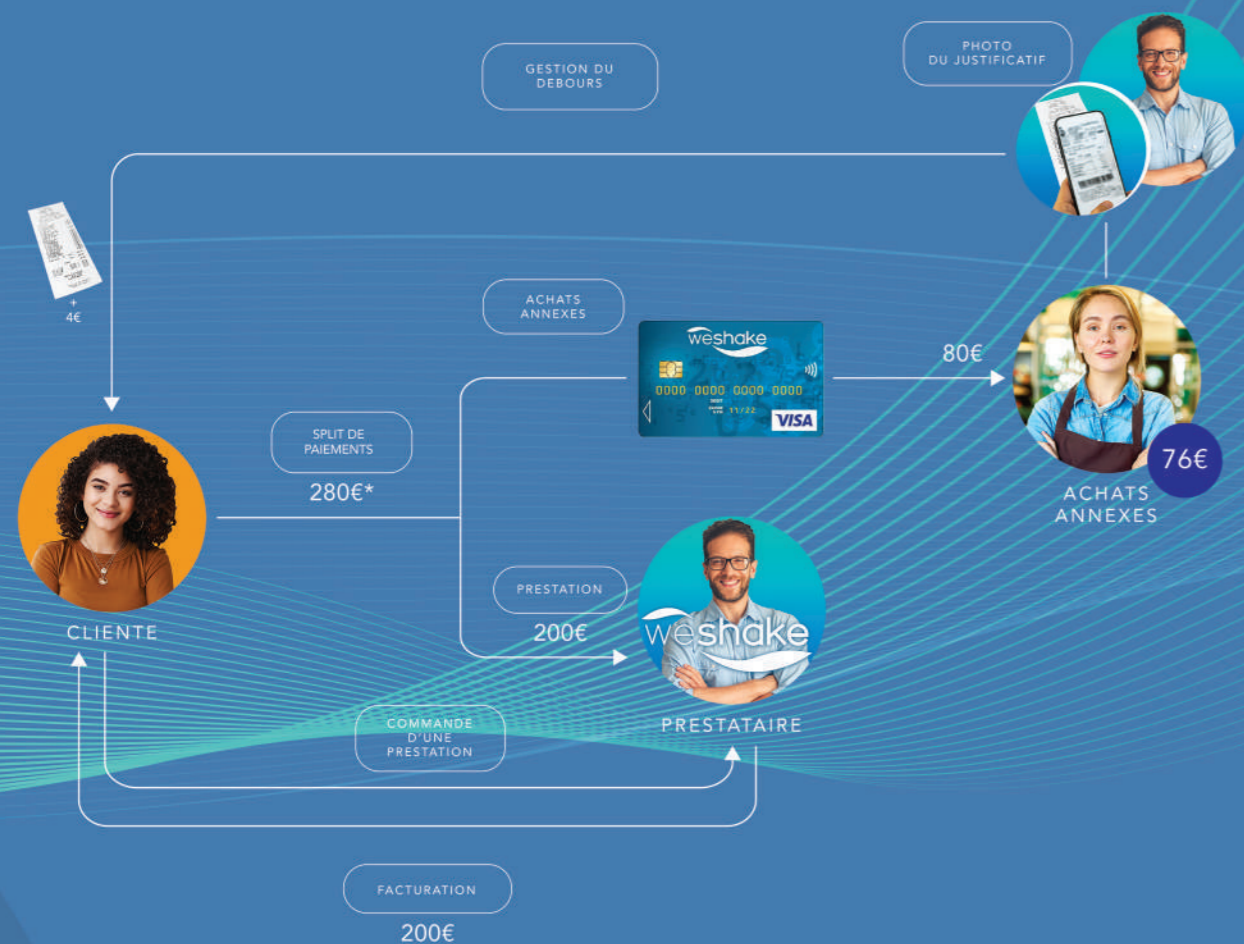 PHOTO
DU JUSTIFICATIF
GESTION DU
DEBOURS
+
4€
ACHATS
ANNEXES
weshake
0000 0000 0000 0000
11/22
VISA
80€
76€
ACHATS
ANNEXES
SPLIT DE
PAIEMENTS
280€*
CLIENTE
PRESTATION
200€
weshake
PRESTATAIRE
COMMANDE
D'UNE
PRESTATION
FACTURATION
200€